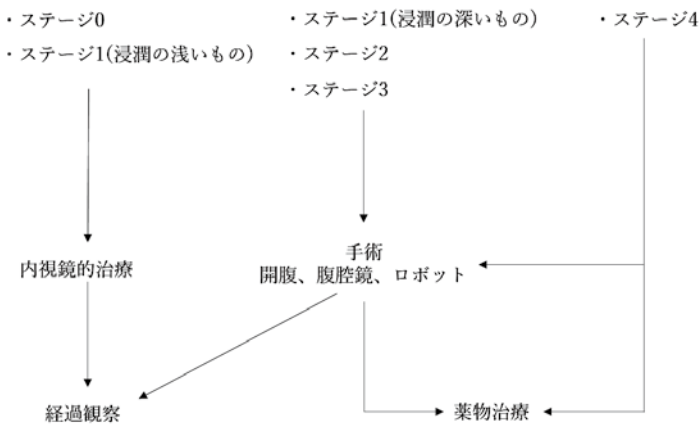 ・ステージ0
・ステージ1(浸潤の浅いもの)
・ステージ1(浸潤の深いもの)
・ステージ2
・ステージ3
・ステージ4
内視鏡的治療
手術
開腹、腹腔鏡、ロボット
経過観察
薬物治療